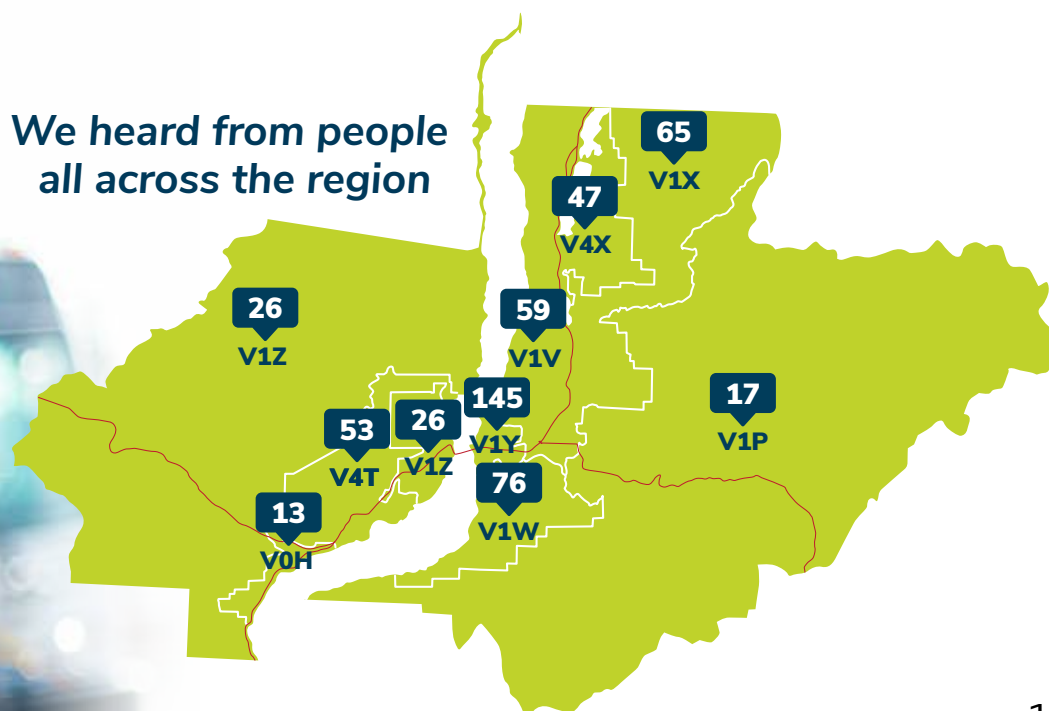 We heard from people
all across the region
65
V1X
47
V4X
26
V1Z
59
V1V
145
V1Y
17
V1P
53
V4T
26
V1Z
76
V1W
13
V0H